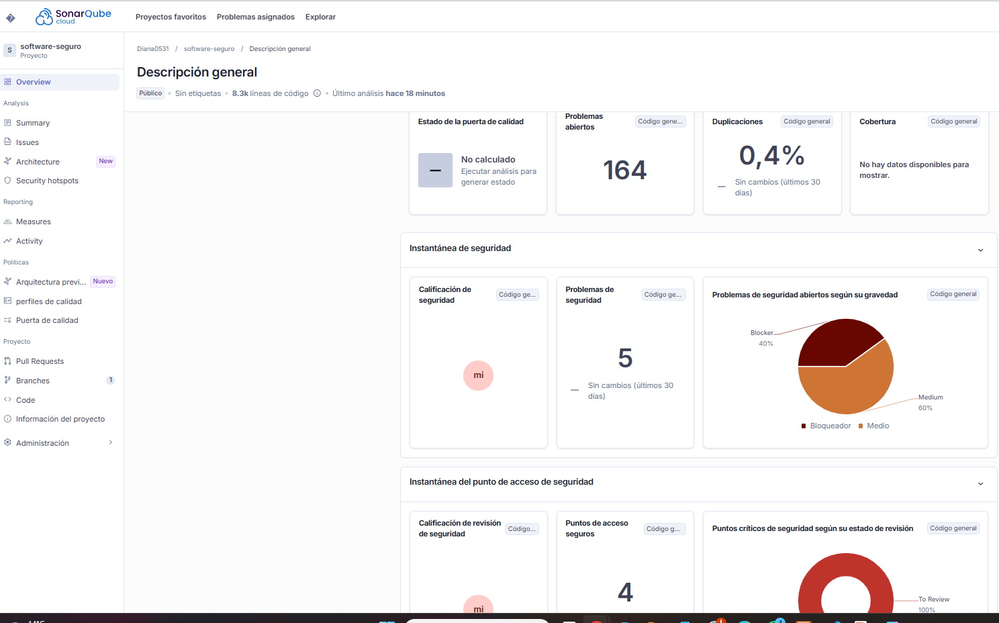 SonarQube
cloud
Proyectos favoritos
Problemas asignados
Explorar
S
software-seguro
Proyecto
Overview
Analysis
Summary
Issues
Architecture
New
Security hotspots
Reporting
Measures
Activity
Políticas
Arquitectura previ...
Nuevo
perfiles de calidad
Puerta de calidad
Proyecto
Pull Requests
Branches
1
Code
Información del proyecto
Administración
Diana0531 / software-seguro / Descripción general
Descripción general
Público • Sin etiquetas • 8.3k líneas de código • Último análisis hace 18 minutos
Estado de la puerta de calidad
No calculado
Ejecutar análisis para
generar estado
Problemas
abiertos
Código gene...
164
Duplicaciones
Código general
0,4%
Sin cambios (últimos 30
días)
Cobertura
Código general
No hay datos disponibles para
mostrar.
Instantánea de seguridad
Calificación de
seguridad
Código ge...
mi
Problemas de
seguridad
Código ge...
5
Sin cambios (últimos 30
días)
Problemas de seguridad abiertos según su gravedad
Código general
Blocker
40%
Medium
60%
Bloqueador
Medio
Instantánea del punto de acceso de seguridad
Calificación de revisión
de seguridad
Código...
mi
Puntos de acceso
seguros
Código g...
4
Puntos críticos de seguridad según su estado de revisión
Código general
To Review
100%